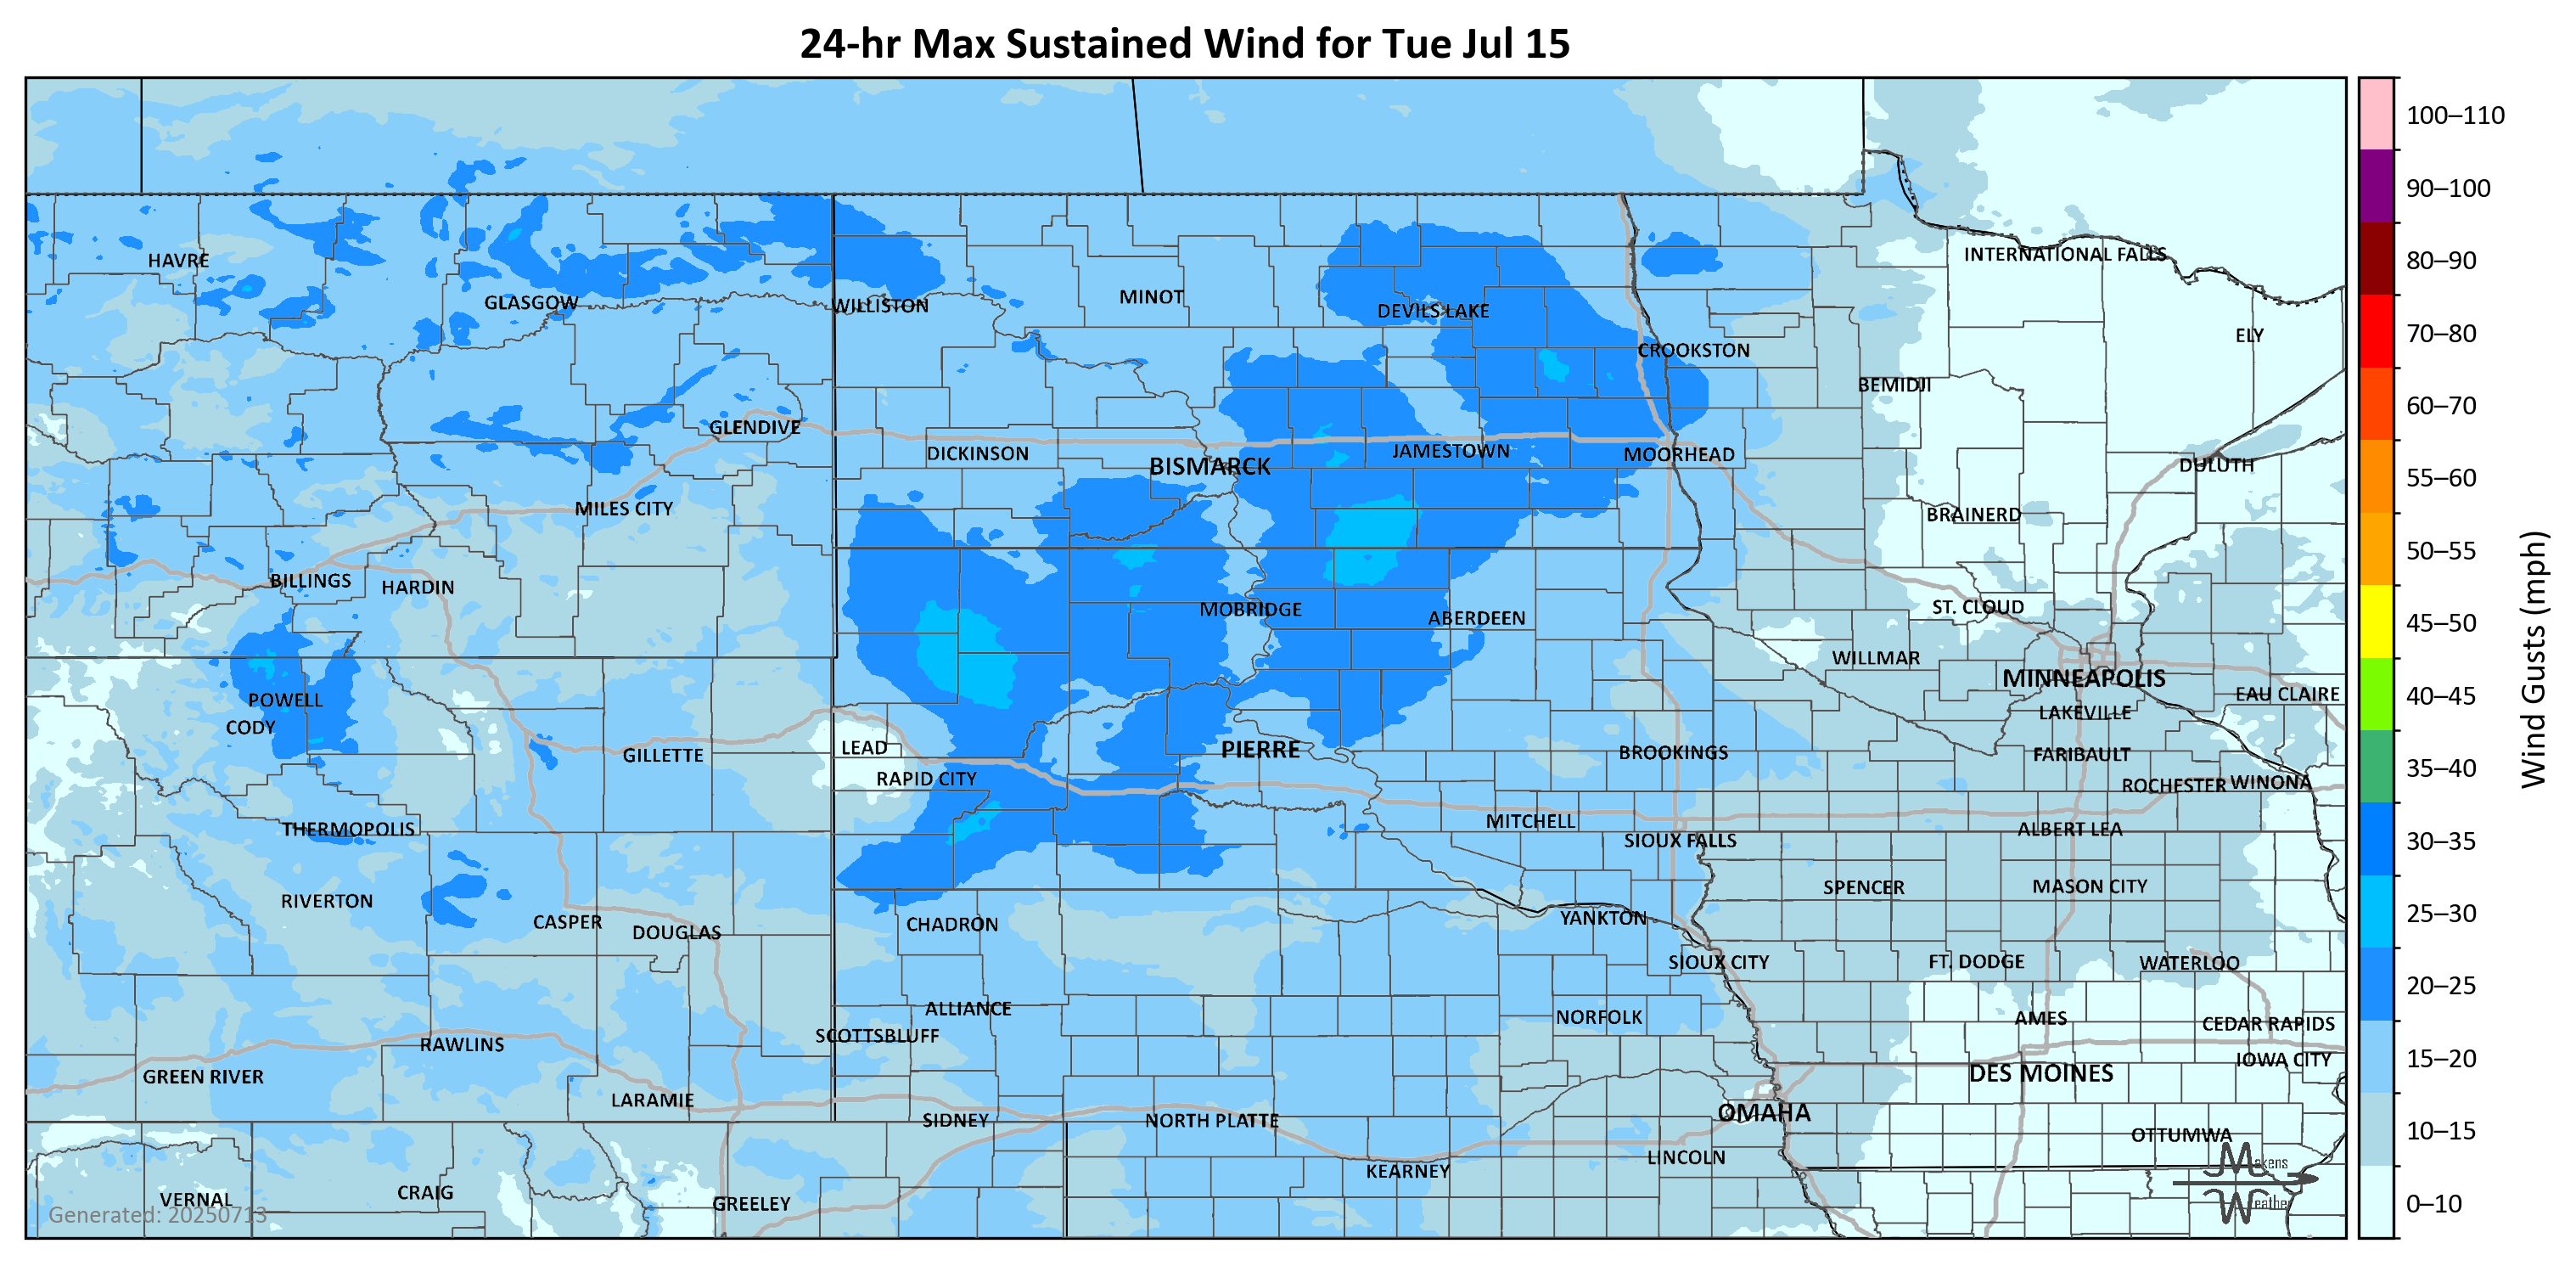 24-hr Max Sustained Wind for Tue Jul 15
100–110
90–100
80–90
70–80
60–70
55–60
50–55
45–50
40–45
35–40
30–35
25–30
20–25
15–20
10–15
0–10
Wind Gusts (mph)
INTERNATIONAL FALLS
HAVRE
MINOT
GLASGOW
WILLISTON
DEVILS LAKE
ELY
CROOKSTON
BEMIDJI
GLENDIVE
DICKINSON
JAMESTOWN
MOORHEAD
BISMARCK
DULUTH
MILES CITY
BRAINERD
BILLINGS
HARDIN
MOBRIDGE
ST. CLOUD
ABERDEEN
WILLMAR
MINNEAPOLIS
EAU CLAIRE
POWELL
LAKEVILLE
CODY
LEAD
PIERRE
BROOKINGS
GILLETTE
FARIBAULT
RAPID CITY
ROCHESTER
WINONA
THERMOPOLIS
MITCHELL
ALBERT LEA
SIOUX FALLS
SPENCER
MASON CITY
RIVERTON
CASPER
CHADRON
YANKTON
DOUGLAS
SIOUX CITY
FT. DODGE
WATERLOO
ALLIANCE
NORFOLK
AMES
CEDAR RAPIDS
SCOTTSBLUFF
RAWLINS
IOWA CITY
GREEN RIVER
DES MOINES
LARAMIE
OMAHA
SIDNEY
NORTH PLATTE
OTTUMWA
LINCOLN
KEARNEY
Makens
Weather
VERNAL
CRAIG
GREELEY
Generated: 20250713